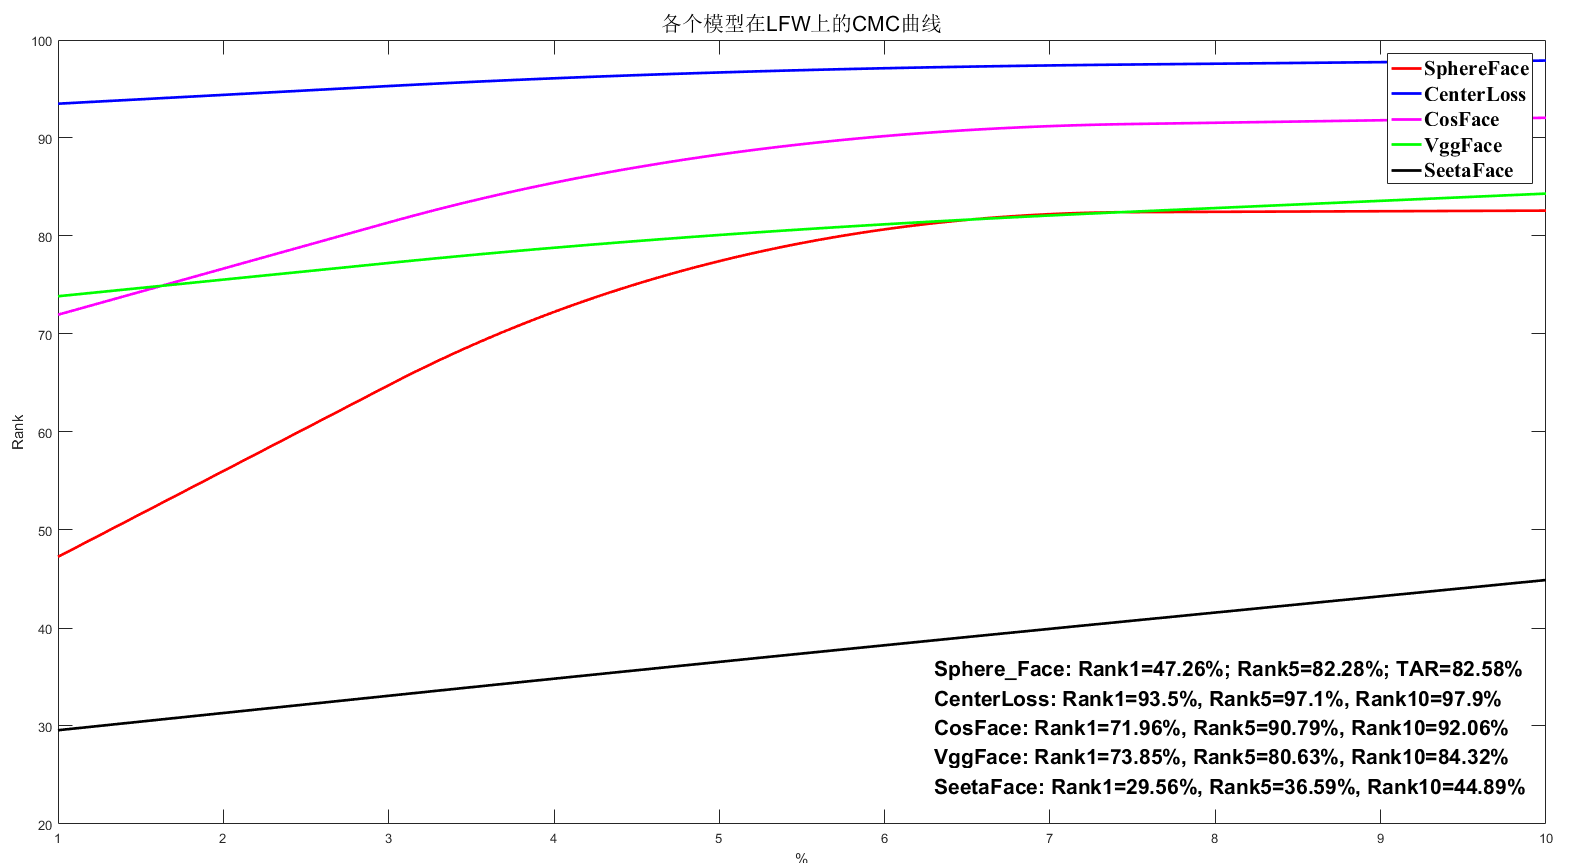 各个模型在LFW上的CMC曲线
100
90
80
70
60
50
40
30
20
Rank
SphereFace
CenterLoss
CosFace
VggFace
SeetaFace
Sphere_Face: Rank1=47.26%; Rank5=82.28%; TAR=82.58%
CenterLoss: Rank1=93.5%, Rank5=97.1%, Rank10=97.9%
CosFace: Rank1=71.96%, Rank5=90.79%, Rank10=92.06%
VggFace: Rank1=73.85%, Rank5=80.63%, Rank10=84.32%
SeetaFace: Rank1=29.56%, Rank5=36.59%, Rank10=44.89%
1 2 3 4 5 6 7 8 9 10
%